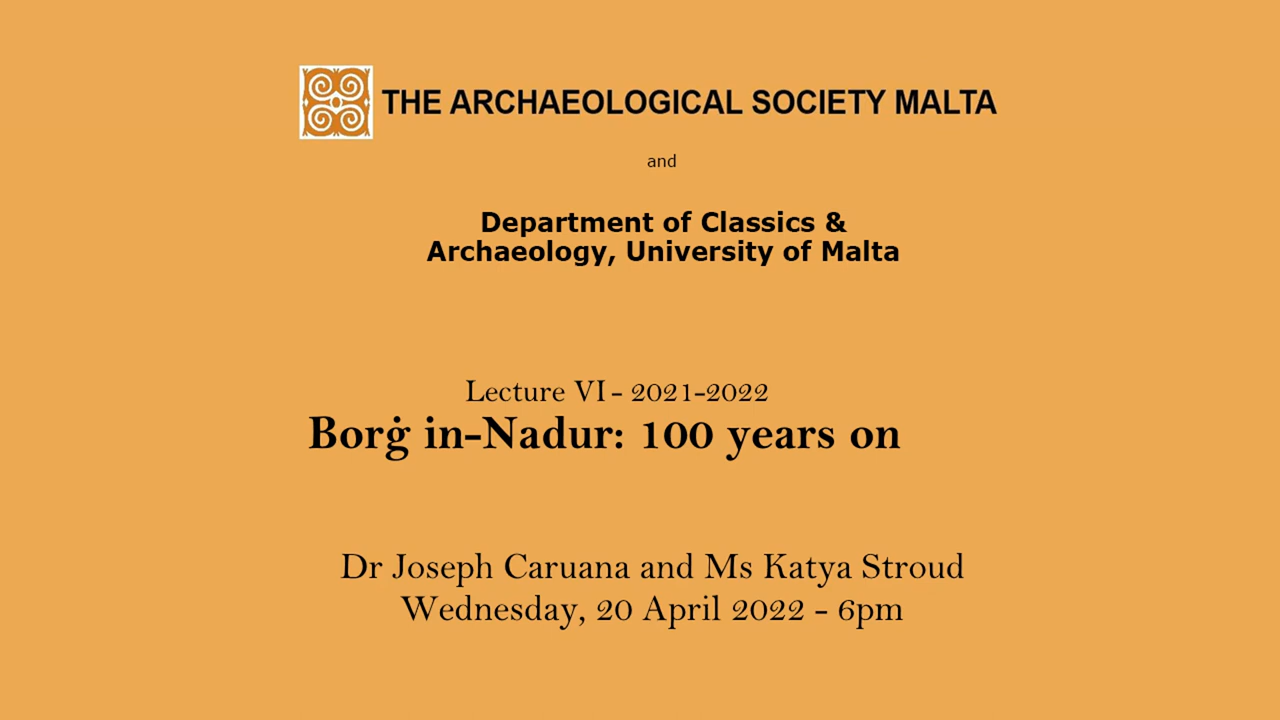 THE ARCHAEOLOGICAL SOCIETY MALTA
and
Department of Classics &
Archaeology, University of Malta
Lecture VI - 2021-2022
Borġ in-Nadur: 100 years on
Dr Joseph Caruana and Ms Katya Stroud
Wednesday, 20 April 2022 - 6pm